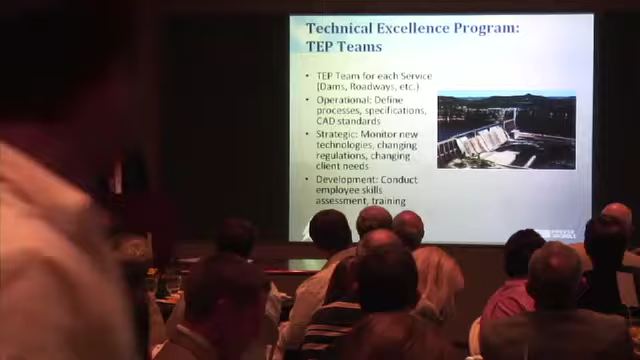 Technical Excellence Program:
TEP Teams
• TEP Team for each Service
(Dams, Roadways, etc.)
• Operational: Define
processes, specifications,
CAD standards
• Strategic: Monitor new
technologies, changing
regulations, changing
client needs
• Development: Conduct
employee skills
assessment, training